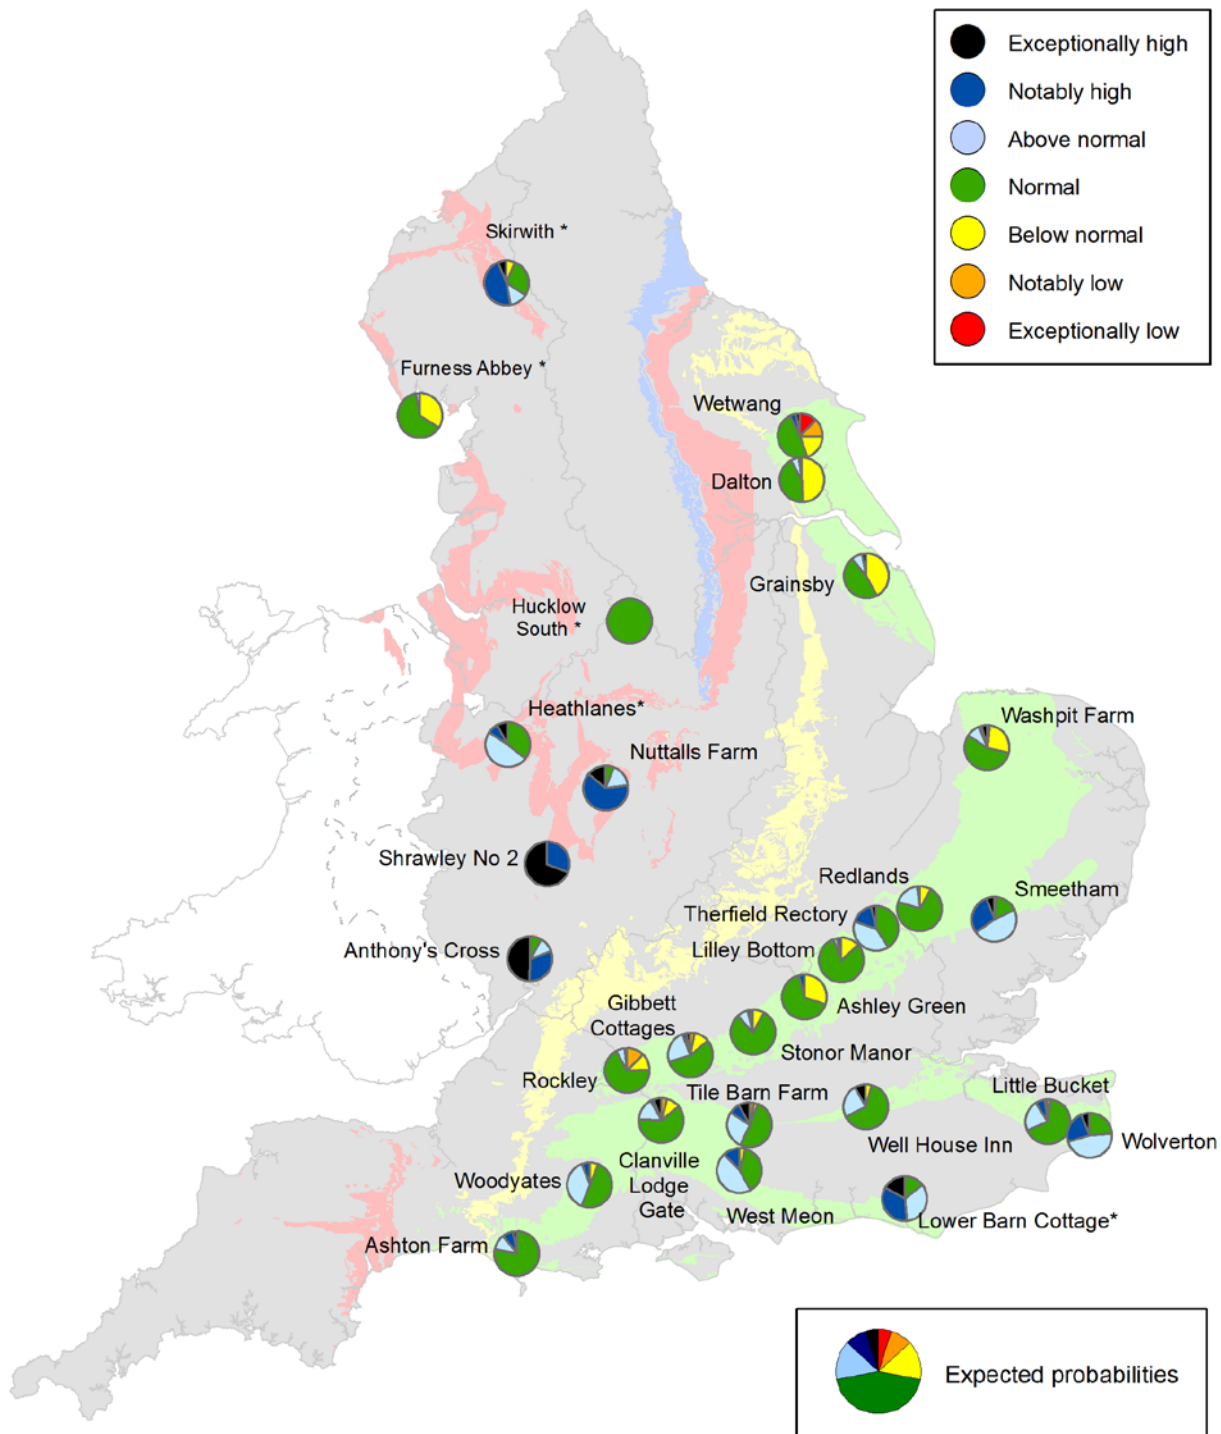 Exceptionally high
Notably high
Above normal
Normal
Below normal
Notably low
Exceptionally low
Skirwith *
Furness Abbey *
Wetwang
Dalton
Grainsby
Hucklow
South *
Heathlanes*
Washpit Farm
Nuttalls Farm
Shrawley No 2
Redlands
Smeetham
Therfield Rectory
Anthony's Cross
Lilley Bottom
Gibbett
Cottages
Ashley Green
Stonor Manor
Rockley
Tile Barn Farm
Little Bucket
Well House Inn
Wolverton
Clanville
Lodge
Gate
Woodyates
West Meon
Lower Barn Cottage*
Ashton Farm
Expected probabilities